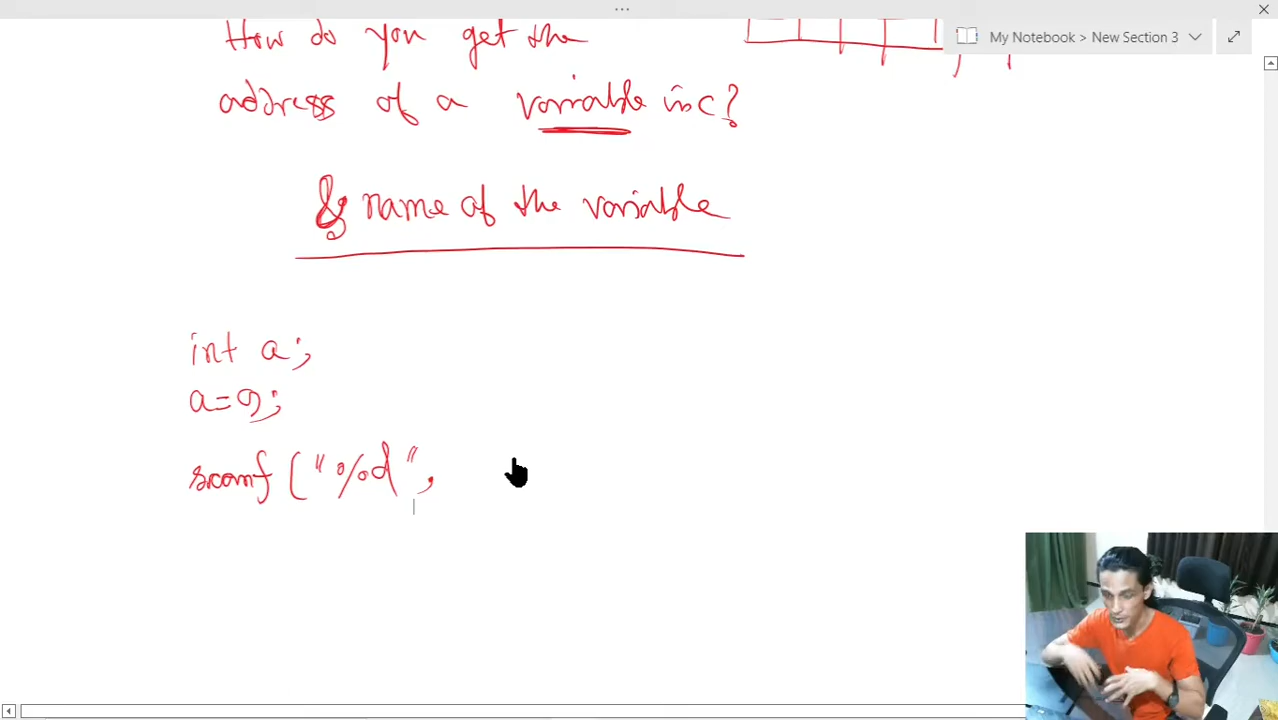 My Notebook > New Section 3
How do you get the
address of a variable in c?
& name of the variable
int a;
a=9;
scanf ("%d",